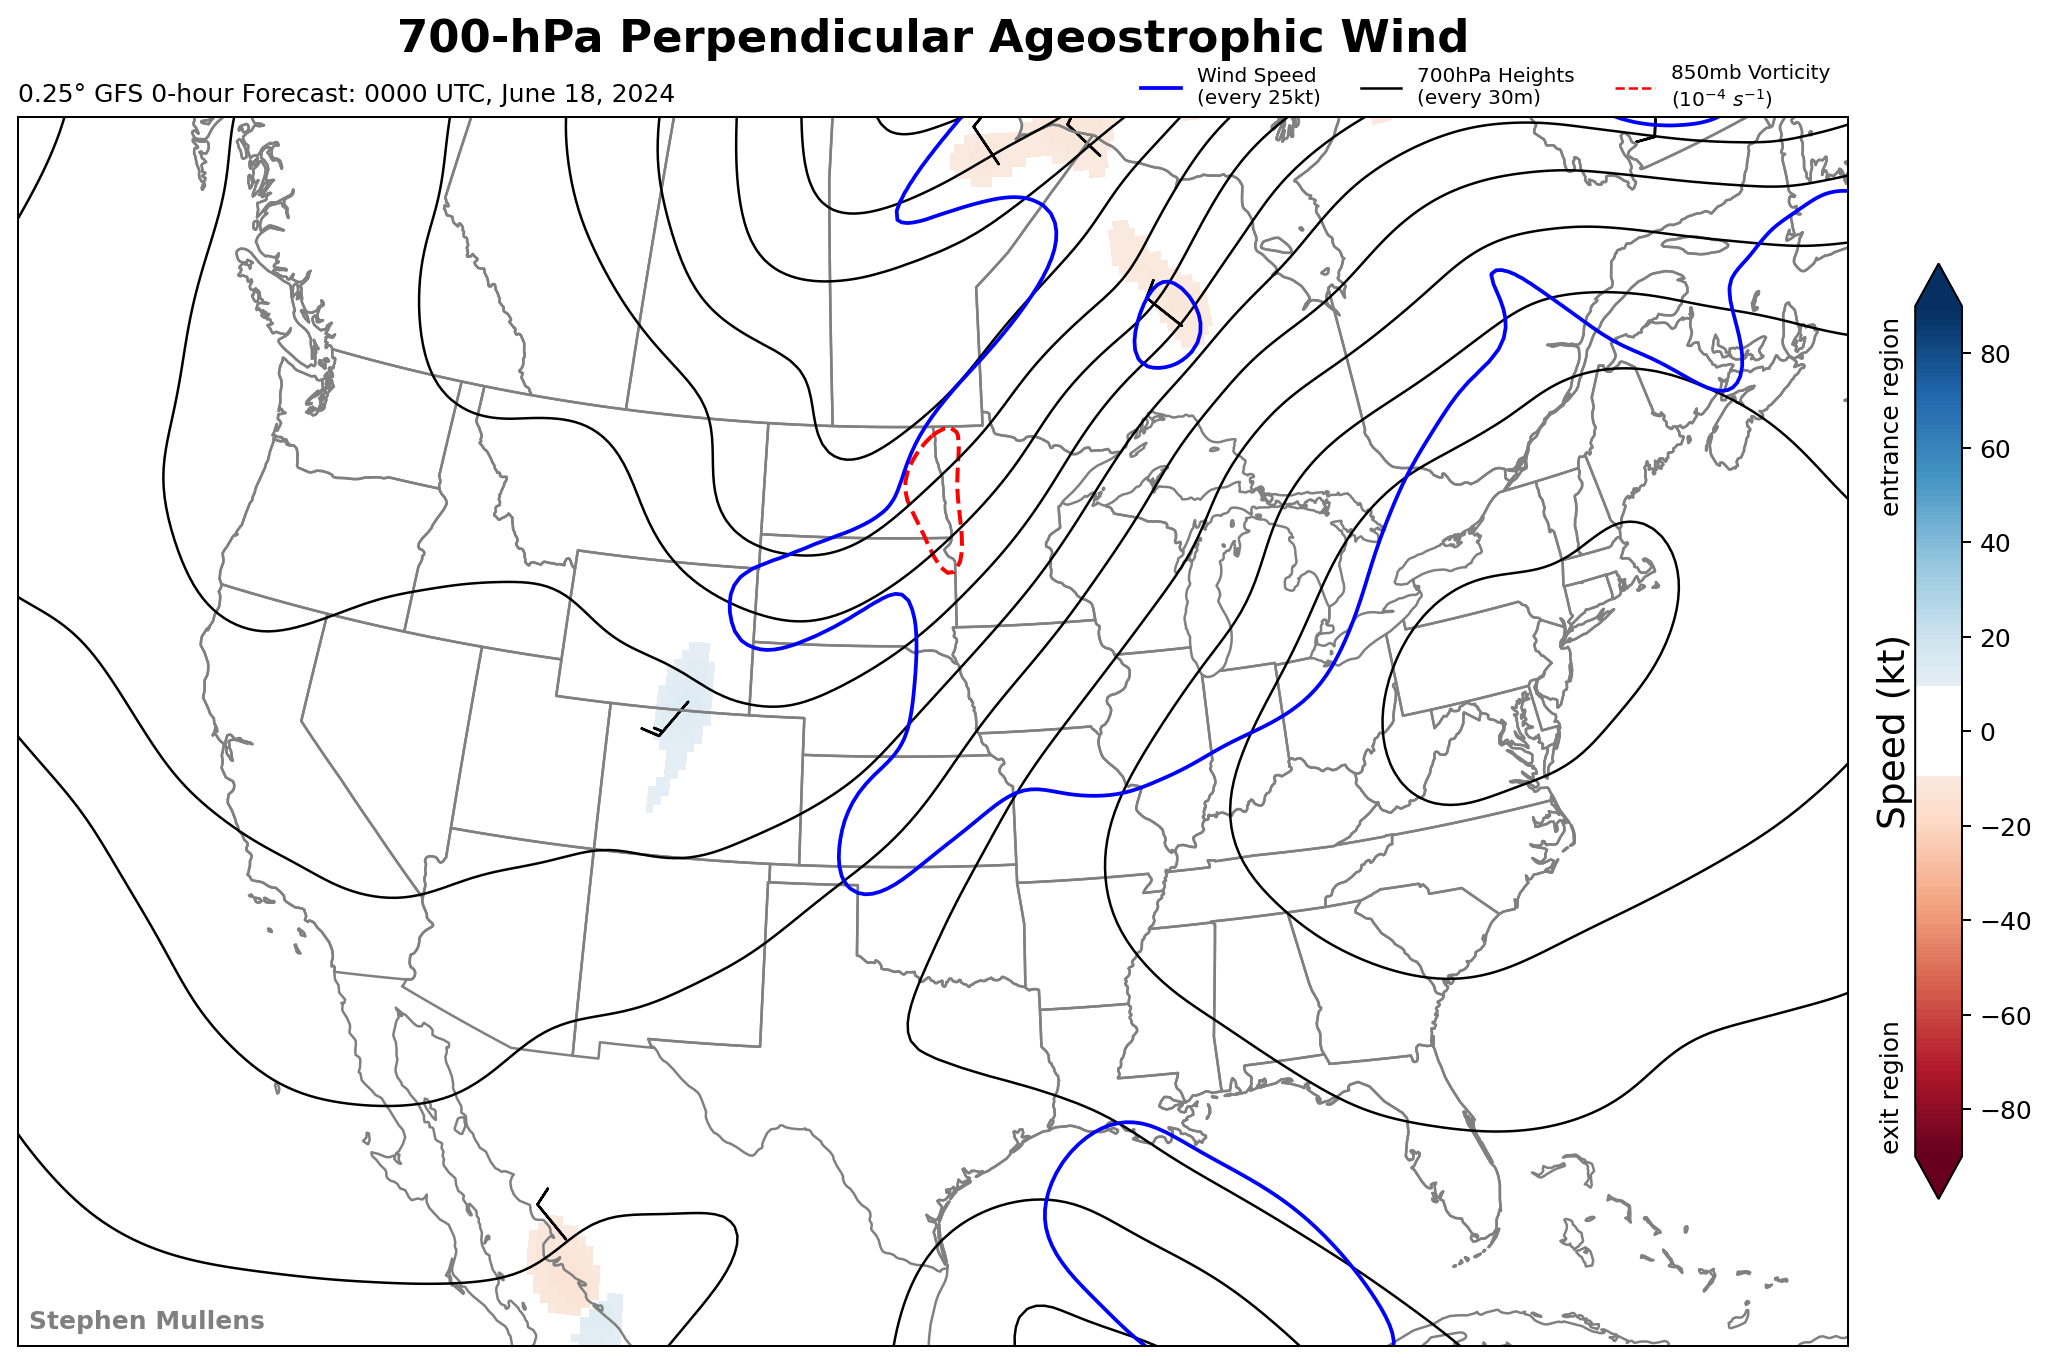 700-hPa Perpendicular Ageostrophic Wind
0.25° GFS 0-hour Forecast: 0000 UTC, June 18, 2024
Wind Speed
(every 25kt)
700hPa Heights
(every 30m)
850mb Vorticity
(10⁻⁴ s⁻¹)
entrance region
Speed (kt)
exit region
80
60
40
20
0
−20
−40
−60
−80
Stephen Mullens